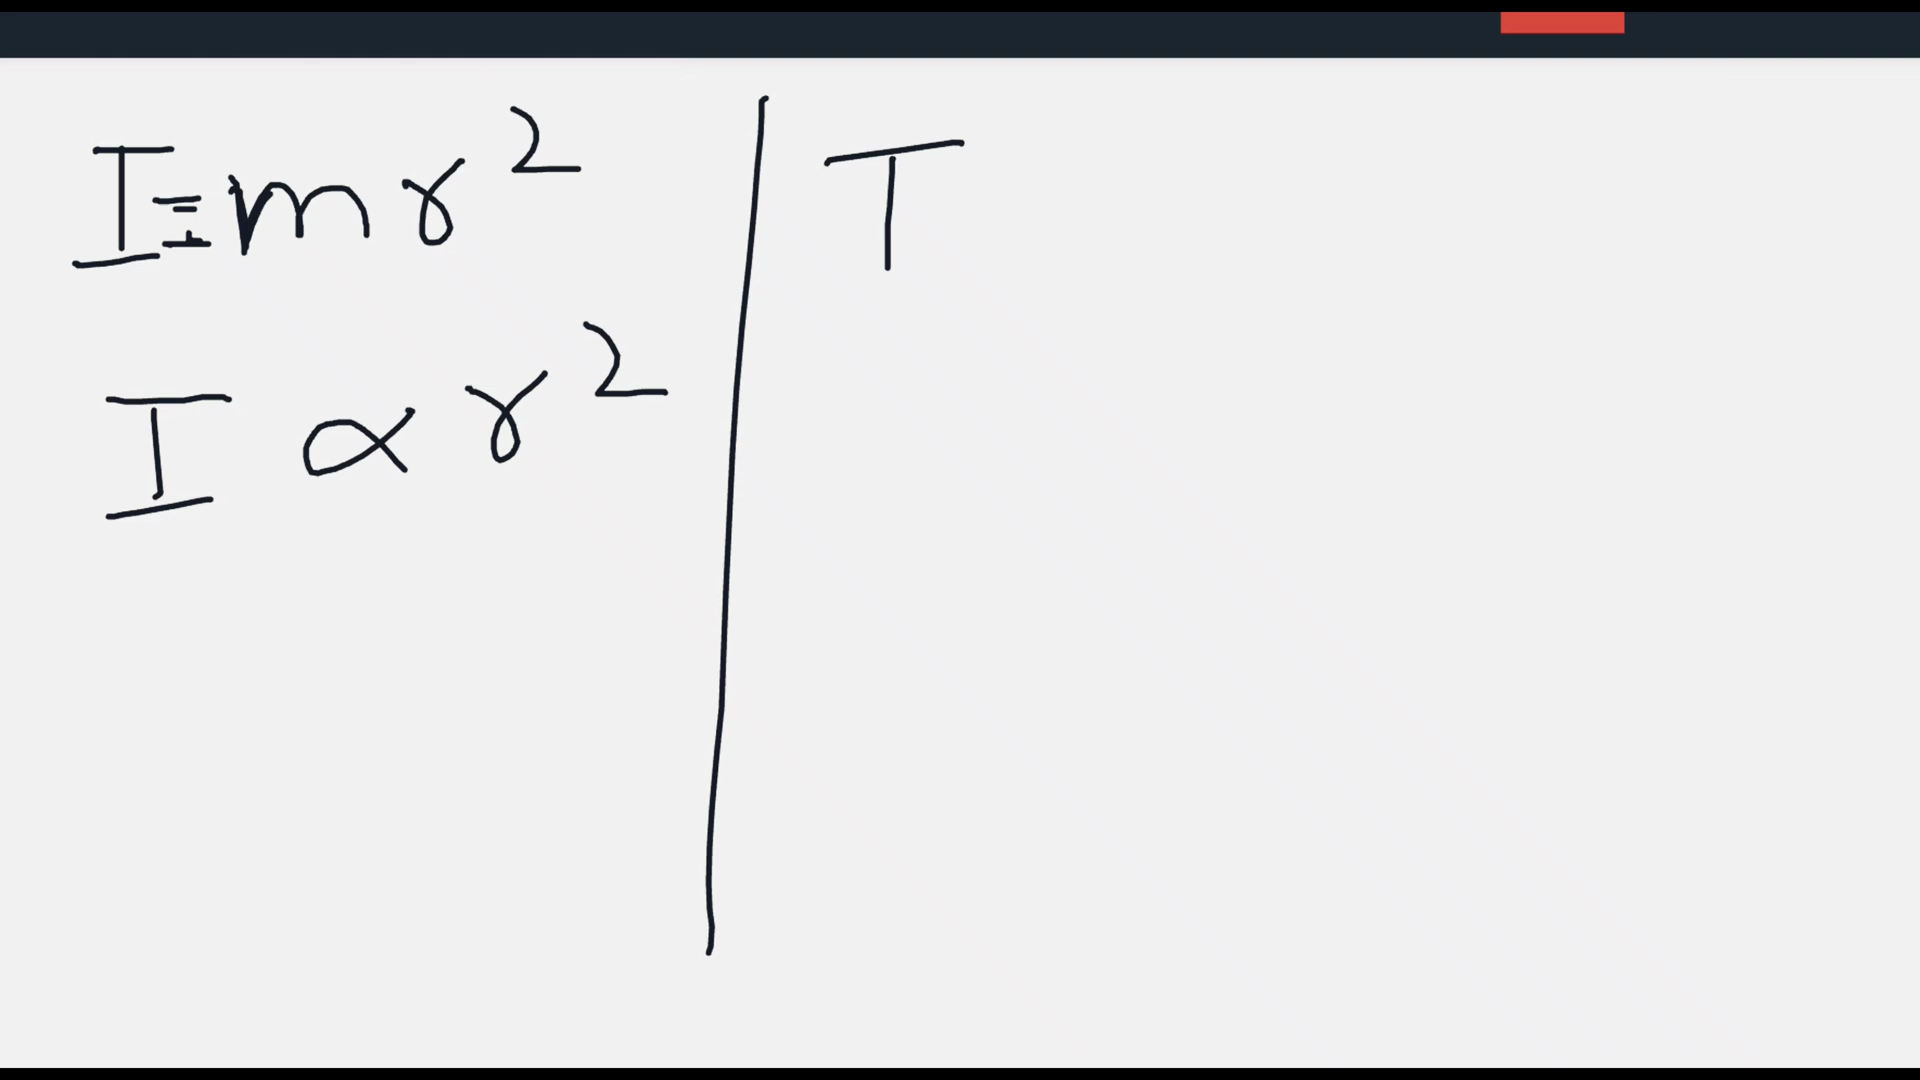 I = mr²
I ∝ r²
T